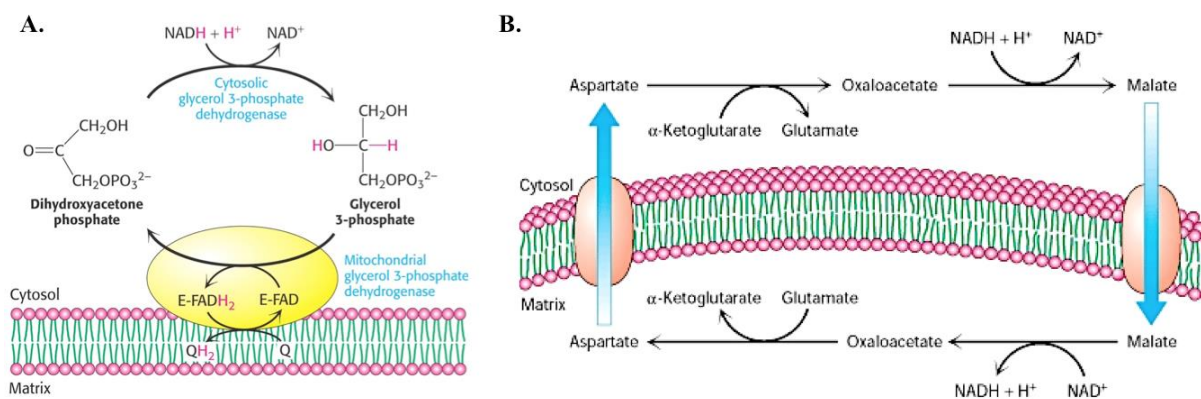 A.
NADH + H⁺
NAD⁺
Cytosolic
glycerol 3-phosphate
dehydrogenase
CH₂OH
O=C
CH₂OPO₃²⁻
Dihydroxyacetone
phosphate
CH₂OH
HO—C—H
CH₂OPO₃²⁻
Glycerol
3-phosphate
Mitochondrial
glycerol 3-phosphate
dehydrogenase
E-FADH₂
E-FAD
Cytosol
QH₂
Q
Matrix
B.
NADH + H⁺
NAD⁺
Aspartate
Oxaloacetate
Malate
α-Ketoglutarate
Glutamate
Cytosol
Matrix
α-Ketoglutarate
Glutamate
Aspartate
Oxaloacetate
Malate
NADH + H⁺
NAD⁺